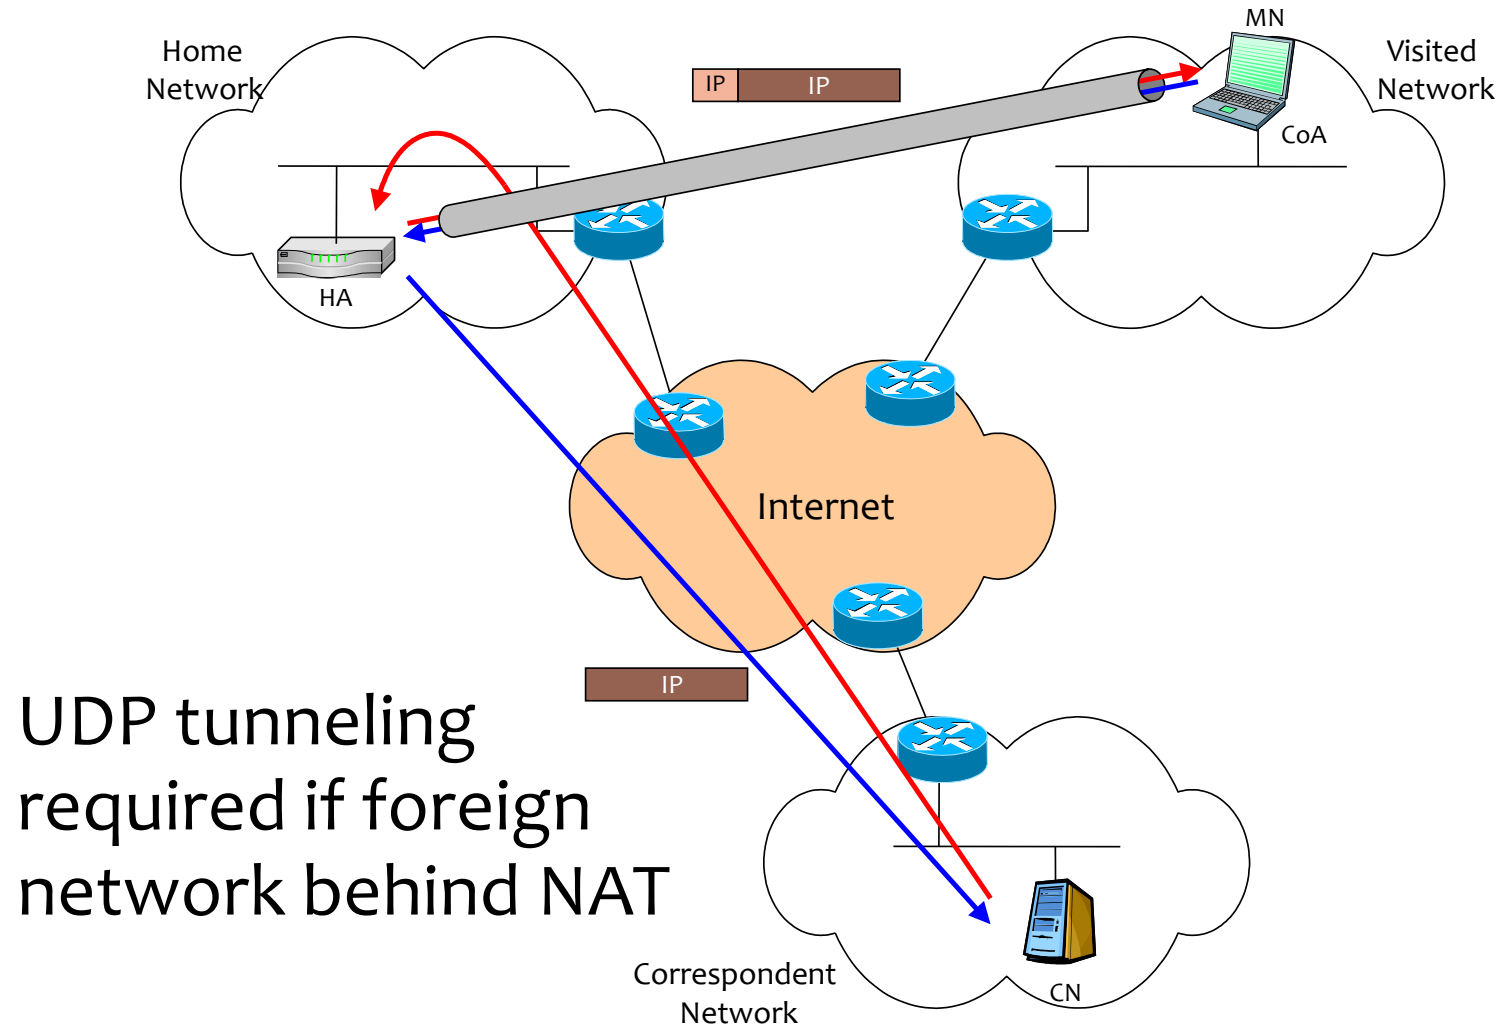 MN
Home
Network
Visited
Network
IP IP
CoA
HA
Internet
IP
UDP tunneling
required if foreign
network behind NAT
Correspondent
Network
CN